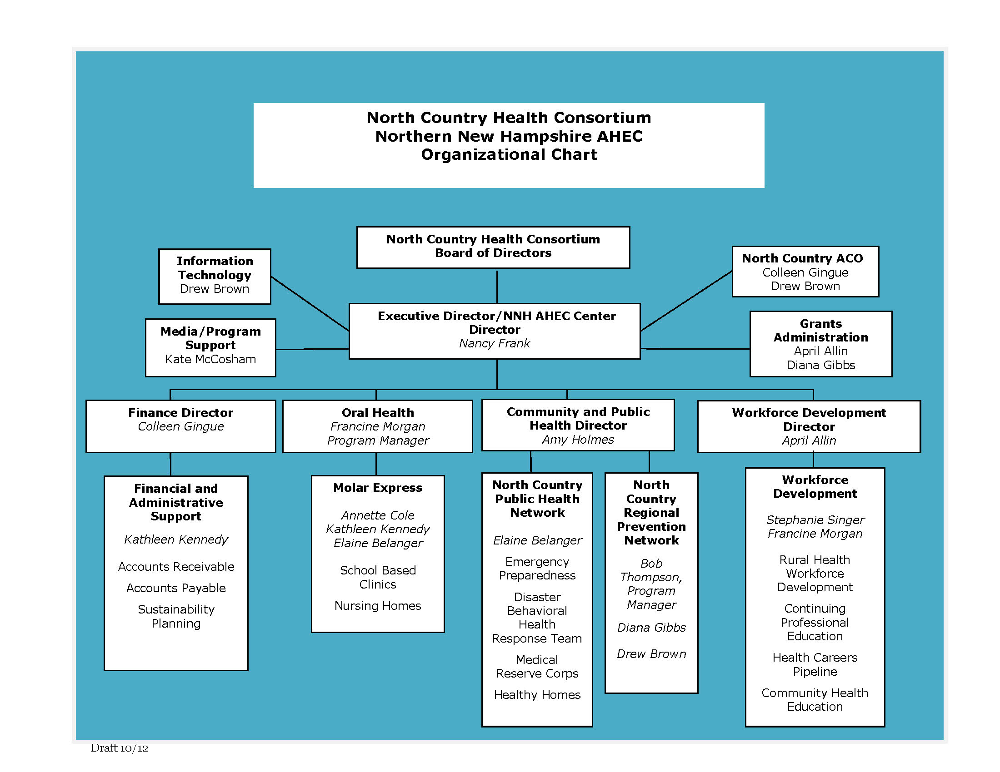 North Country Health Consortium
Northern New Hampshire AHEC
Organizational Chart
North Country Health Consortium
Board of Directors
Information
Technology
Drew Brown
North Country ACO
Colleen Gingue
Drew Brown
Executive Director/NNH AHEC Center
Director
Nancy Frank
Media/Program
Support
Kate McCosham
Grants
Administration
April Allin
Diana Gibbs
Finance Director
Colleen Gingue
Oral Health
Francine Morgan
Program Manager
Community and Public
Health Director
Amy Holmes
Workforce Development
Director
April Allin
Financial and
Administrative
Support
Kathleen Kennedy
Accounts Receivable
Accounts Payable
Sustainability
Planning
Molar Express
Annette Cole
Kathleen Kennedy
Elaine Belanger
School Based
Clinics
Nursing Homes
North Country
Public Health
Network
Elaine Belanger
Emergency
Preparedness
Disaster
Behavioral
Health
Response Team
Medical
Reserve Corps
Healthy Homes
North
Country
Regional
Prevention
Network
Bob
Thompson,
Program
Manager
Diana Gibbs
Drew Brown
Workforce
Development
Stephanie Singer
Francine Morgan
Rural Health
Workforce
Development
Continuing
Professional
Education
Health Careers
Pipeline
Community Health
Education
Draft 10/12